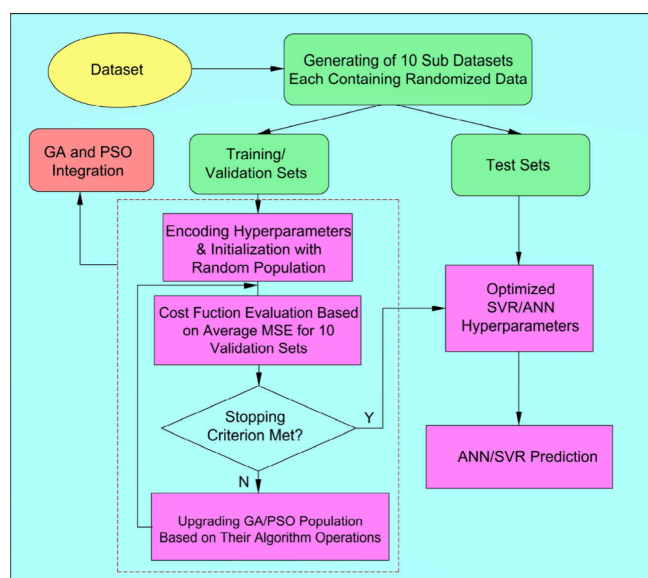 Dataset
Generating of 10 Sub Datasets
Each Containing Randomized Data
GA and PSO
Integration
Training/
Validation Sets
Test Sets
Encoding Hyperparameters
& Initialization with
Random Population
Cost Fuction Evaluation Based
on Average MSE for 10
Validation Sets
Optimized
SVR/ANN
Hyperparameters
Stopping
Criterion Met?
Y
N
ANN/SVR Prediction
Upgrading GA/PSO Population
Based on Their Algorithm Operations